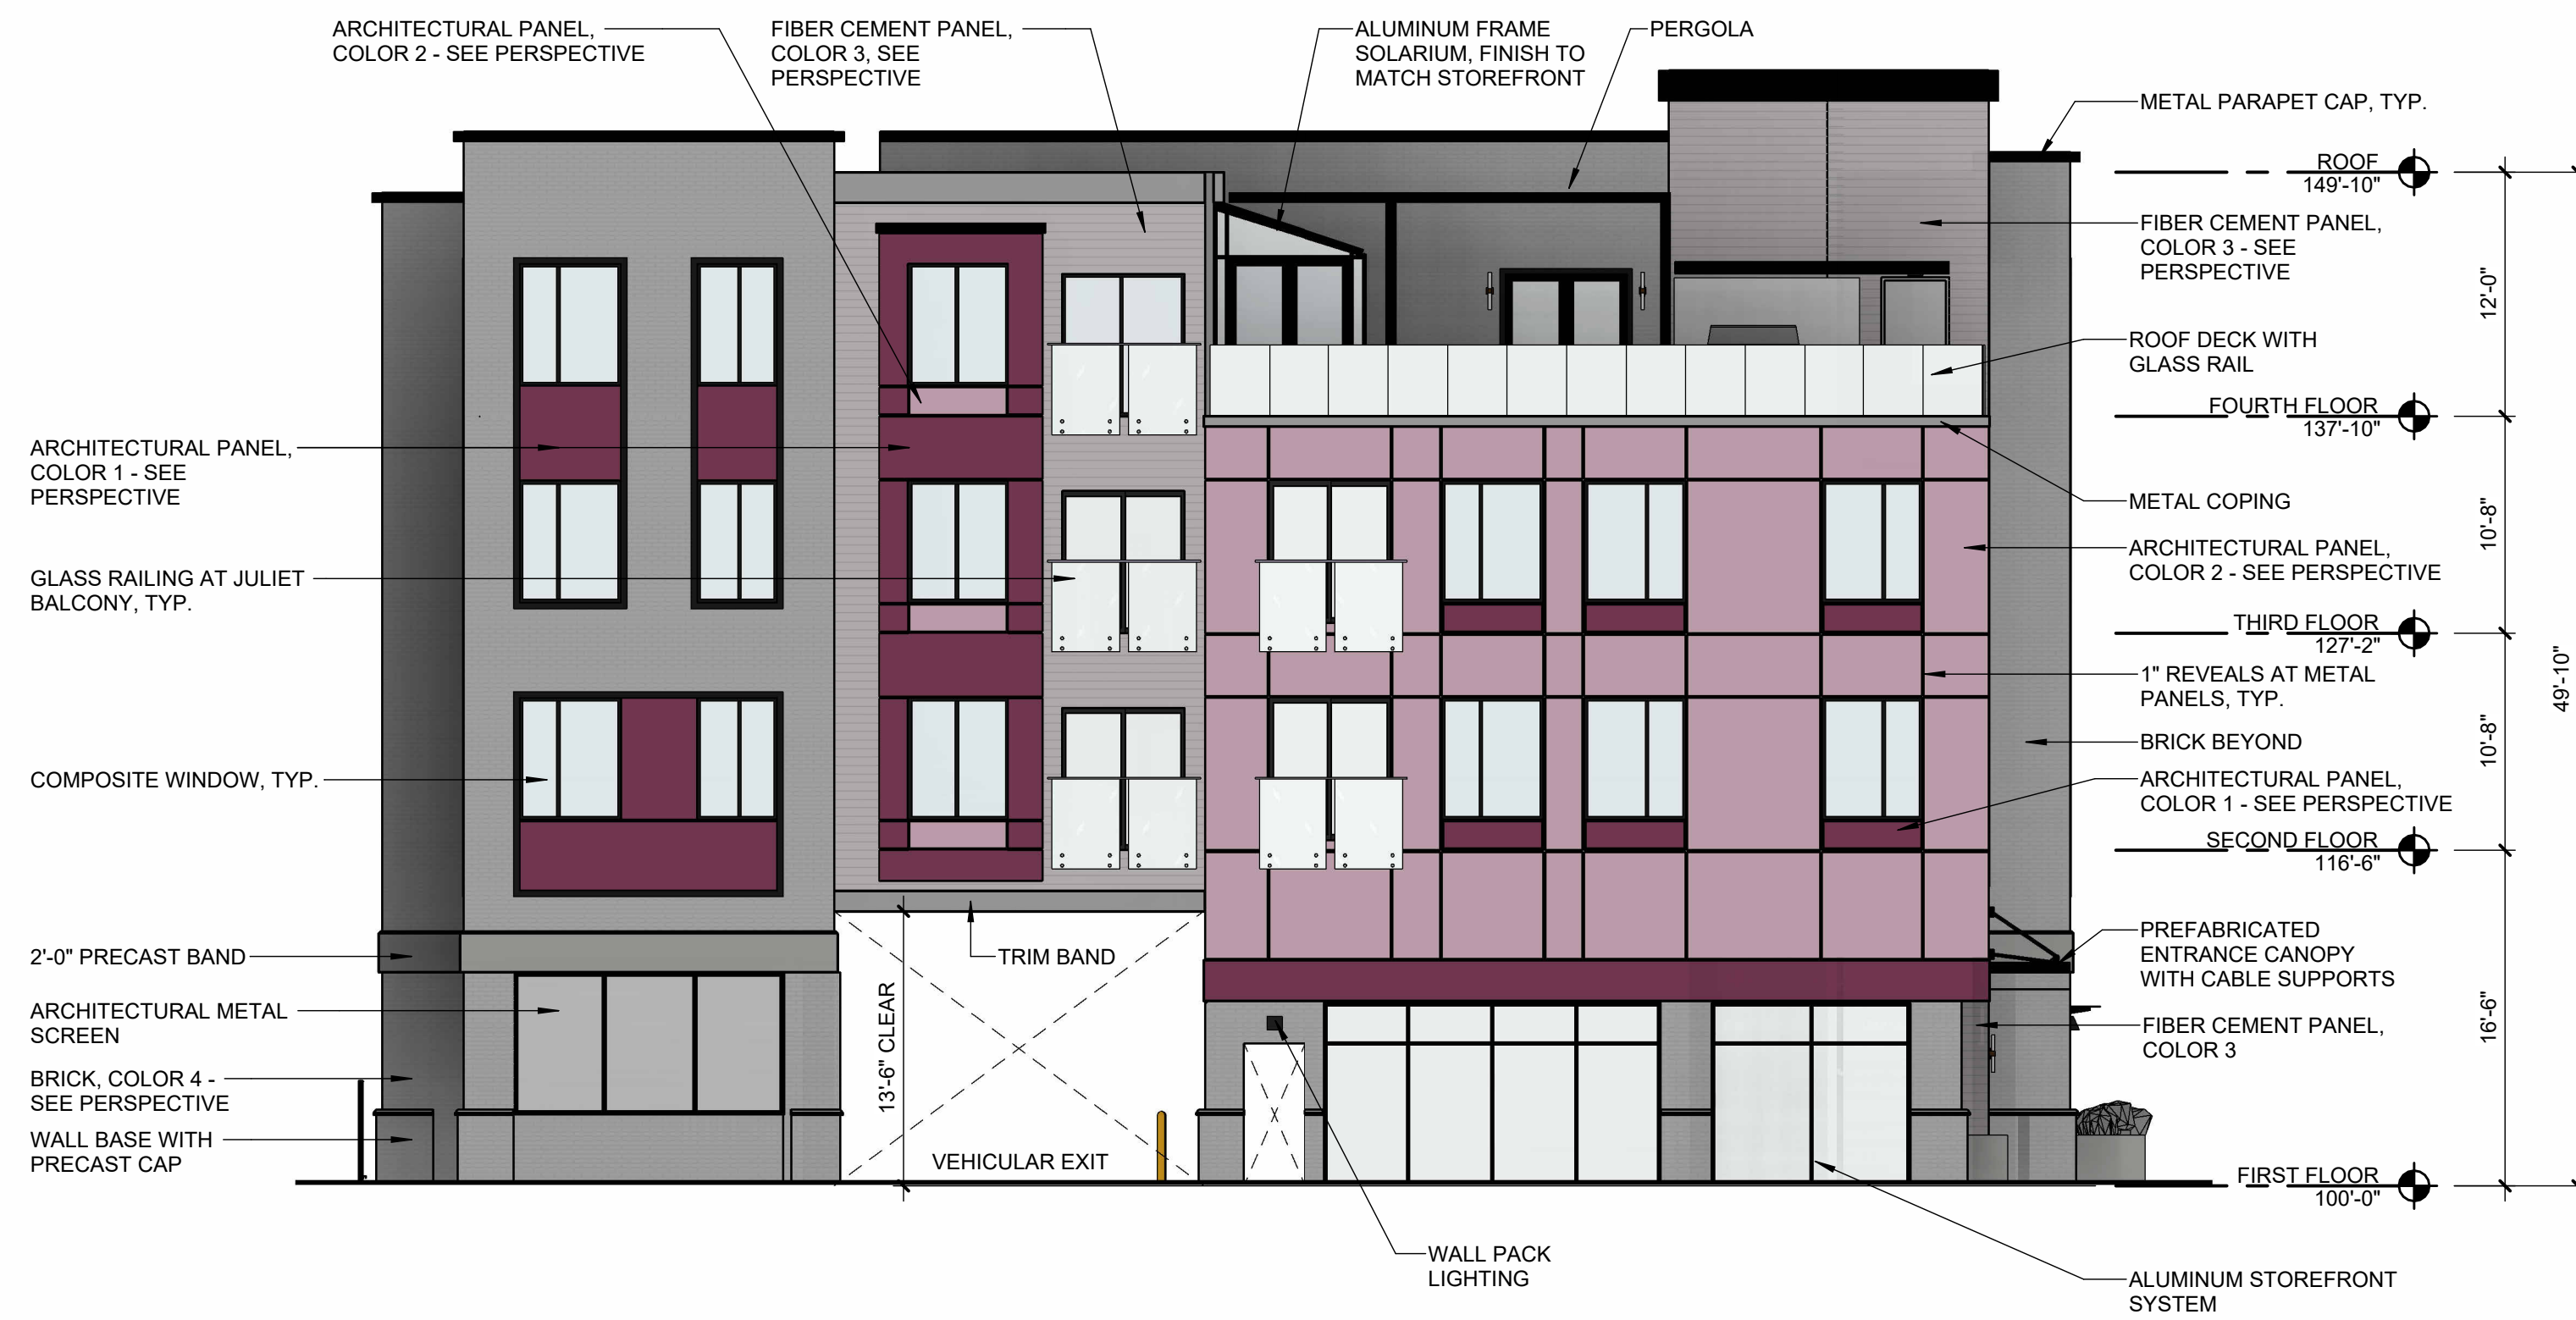 ARCHITECTURAL PANEL,
COLOR 2 - SEE PERSPECTIVE
FIBER CEMENT PANEL,
COLOR 3, SEE
PERSPECTIVE
ALUMINUM FRAME
SOLARIUM, FINISH TO
MATCH STOREFRONT
PERGOLA
METAL PARAPET CAP, TYP.
ROOF
149'-10"
FIBER CEMENT PANEL,
COLOR 3 - SEE
PERSPECTIVE
12'-0"
ROOF DECK WITH
GLASS RAIL
FOURTH FLOOR
137'-10"
ARCHITECTURAL PANEL,
COLOR 1 - SEE
PERSPECTIVE
METAL COPING
10'-8"
ARCHITECTURAL PANEL,
COLOR 2 - SEE PERSPECTIVE
GLASS RAILING AT JULIET
BALCONY, TYP.
THIRD FLOOR
127'-2"
1" REVEALS AT METAL
PANELS, TYP.
49'-10"
BRICK BEYOND
10'-8"
COMPOSITE WINDOW, TYP.
ARCHITECTURAL PANEL,
COLOR 1 - SEE PERSPECTIVE
SECOND FLOOR
116'-6"
2'-0" PRECAST BAND
TRIM BAND
PREFABRICATED
ENTRANCE CANOPY
WITH CABLE SUPPORTS
ARCHITECTURAL METAL
SCREEN
13'-6" CLEAR
FIBER CEMENT PANEL,
COLOR 3
16'-6"
BRICK, COLOR 4 -
SEE PERSPECTIVE
WALL BASE WITH
PRECAST CAP
VEHICULAR EXIT
FIRST FLOOR
100'-0"
WALL PACK
LIGHTING
ALUMINUM STOREFRONT
SYSTEM